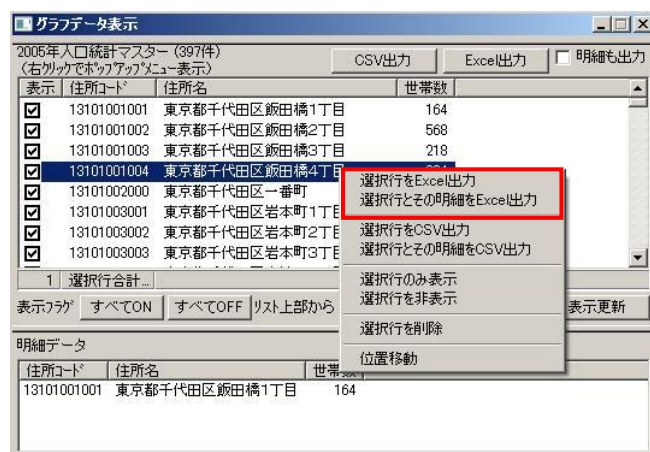 グラフデータ表示
2005年人口統計マスター (397件)
(右クリックでポップアップメニュー表示)
CSV出力
Excel出力
明細も出力
表示 住所コード 住所名 世帯数
13101001001 東京都千代田区飯田橋1丁目 164
13101001002 東京都千代田区飯田橋2丁目 568
13101001003 東京都千代田区飯田橋3丁目 218
13101001004 東京都千代田区飯田橋4丁目
13101002000 東京都千代田区一番町
13101003001 東京都千代田区岩本町1丁目
13101003002 東京都千代田区岩本町2丁目
13101003003 東京都千代田区岩本町3丁目
1 選択行合計...
選択行をExcel出力
選択行とその明細をExcel出力
選択行をCSV出力
選択行とその明細をCSV出力
選択行のみ表示
選択行を非表示
選択行を削除
位置移動
表示フラグ すべてON すべてOFF リスト上部から 表示更新
明細データ
住所コード 住所名 世帯数
13101001001 東京都千代田区飯田橋1丁目 164